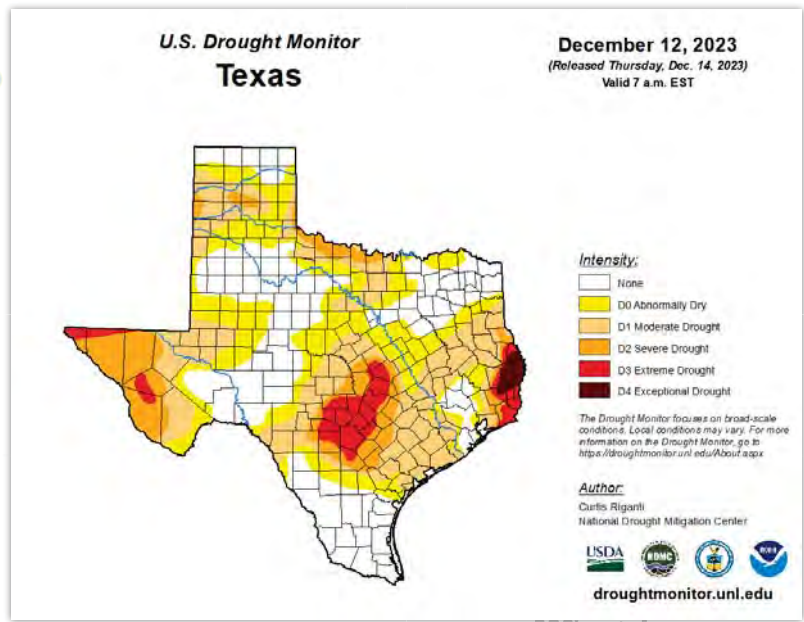 U.S. Drought Monitor
Texas
December 12, 2023
(Released Thursday, Dec. 14, 2023)
Valid 7 a.m. EST
Intensity:
None
D0 Abnormally Dry
D1 Moderate Drought
D2 Severe Drought
D3 Extreme Drought
D4 Exceptional Drought
The Drought Monitor focuses on broad-scale
conditions. Local conditions may vary. For more
information on the Drought Monitor, go to
https://droughtmonitor.unl.edu/About.aspx
Author:
Curtis Riganti
National Drought Mitigation Center
USDA
NDMC
NOAA
droughtmonitor.unl.edu